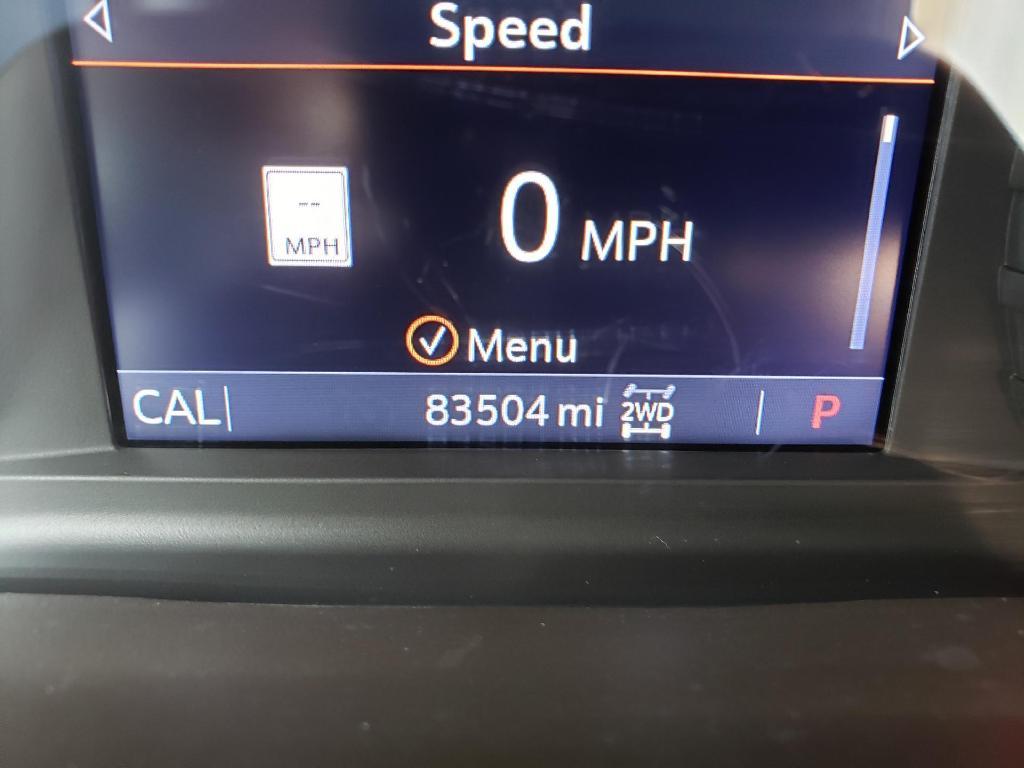 Speed
--
MPH
0 MPH
Menu
CAL 83504 mi 2WD P